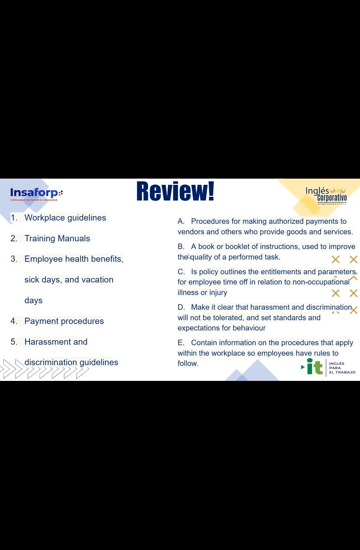 Insaforp
Review!
Inglés
Corporativo
1. Workplace guidelines
2. Training Manuals
3. Employee health benefits,
sick days, and vacation
days
4. Payment procedures
5. Harassment and
discrimination guidelines
A. Procedures for making authorized payments to
vendors and others who provide goods and services.
B. A book or booklet of instructions, used to improve
the quality of a performed task.
C. Is policy outlines the entitlements and parameters
for employee time off in relation to non-occupational
illness or injury
D. Make it clear that harassment and discrimination
will not be tolerated, and set standards and
expectations for behaviour
E. Contain information on the procedures that apply
within the workplace so employees have rules to
follow.
it
INGLÉS
PARA
EL TRABAJO